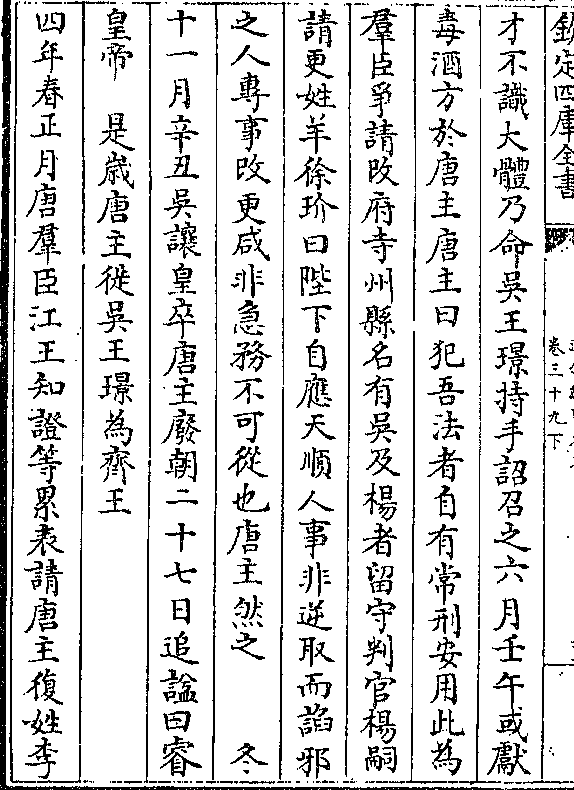 欽定四庫全書
卷三十九下
才不識大體乃命吳王璟持手詔召之六月壬午或獻
毒酒方於唐主唐主曰犯吾法者自有常刑安用此為
羣臣爭請改府寺州縣名有吳及楊者留守判官楊嗣
請更姓羊徐玠曰陛下自應天順人事非逆取而諂邪
之人專事改更咸非急務不可從也唐主然之　冬
十一月辛丑吳讓皇卒唐主廢朝二十七日追諡曰睿
皇帝　是歲唐主徙吳王璟為齊王
四年春正月唐羣臣江王知證等累表請唐主復姓李